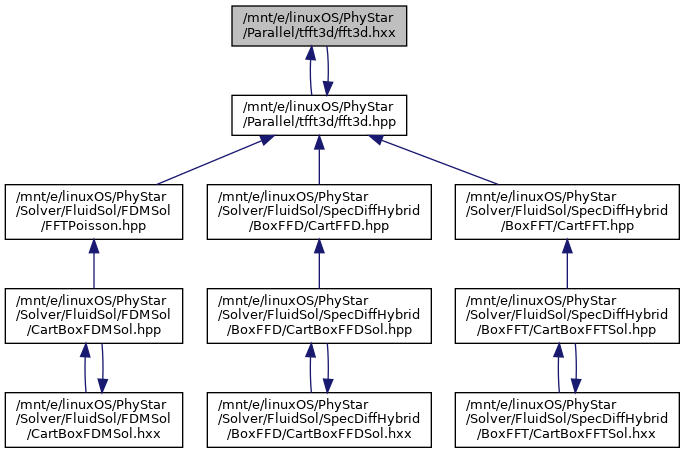 /mnt/e/linuxOS/PhyStar
/Parallel/tfft3d/fft3d.hxx
/mnt/e/linuxOS/PhyStar
/Parallel/tfft3d/fft3d.hpp
/mnt/e/linuxOS/PhyStar
/Solver/FluidSol/FDMSol
/FFTPoisson.hpp
/mnt/e/linuxOS/PhyStar
/Solver/FluidSol/SpecDiffHybrid
/BoxFFD/CartFFD.hpp
/mnt/e/linuxOS/PhyStar
/Solver/FluidSol/SpecDiffHybrid
/BoxFFT/CartFFT.hpp
/mnt/e/linuxOS/PhyStar
/Solver/FluidSol/FDMSol
/CartBoxFDMSol.hpp
/mnt/e/linuxOS/PhyStar
/Solver/FluidSol/SpecDiffHybrid
/BoxFFD/CartBoxFFDSol.hpp
/mnt/e/linuxOS/PhyStar
/Solver/FluidSol/SpecDiffHybrid
/BoxFFT/CartBoxFFTSol.hpp
/mnt/e/linuxOS/PhyStar
/Solver/FluidSol/FDMSol
/CartBoxFDMSol.hxx
/mnt/e/linuxOS/PhyStar
/Solver/FluidSol/SpecDiffHybrid
/BoxFFD/CartBoxFFDSol.hxx
/mnt/e/linuxOS/PhyStar
/Solver/FluidSol/SpecDiffHybrid
/BoxFFT/CartBoxFFTSol.hxx